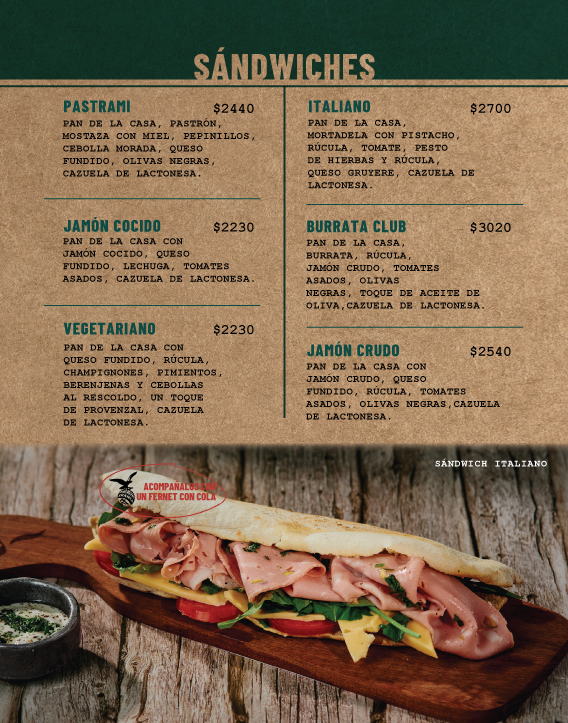 SÁNDWICHES
PASTRAMI $2440
PAN DE LA CASA, PASTRÓN,
MOSTAZA CON MIEL, PEPINILLOS,
CEBOLLA MORADA, QUESO
FUNDIDO, OLIVAS NEGRAS,
CAZUELA DE LACTONESA.
JAMÓN COCIDO $2230
PAN DE LA CASA CON
JAMÓN COCIDO, QUESO
FUNDIDO, LECHUGA, TOMATES
ASADOS, CAZUELA DE LACTONESA.
VEGETARIANO $2230
PAN DE LA CASA CON
QUESO FUNDIDO, RÚCULA,
CHAMPIGNONES, PIMIENTOS,
BERENJENAS Y CEBOLLAS
AL RESCOLDO, UN TOQUE
DE PROVENZAL, CAZUELA
DE LACTONESA.
ITALIANO $2700
PAN DE LA CASA,
MORTADELA CON PISTACHO,
RÚCULA, TOMATE, PESTO
DE HIERBAS Y RÚCULA,
QUESO GRUYERE, CAZUELA DE
LACTONESA.
BURRATA CLUB $3020
PAN DE LA CASA,
BURRATA, RÚCULA,
JAMÓN CRUDO, TOMATES
ASADOS, OLIVAS
NEGRAS, TOQUE DE ACEITE DE
OLIVA,CAZUELA DE LACTONESA.
JAMÓN CRUDO $2540
PAN DE LA CASA CON
JAMÓN CRUDO, QUESO
FUNDIDO, RÚCULA, TOMATES
ASADOS, OLIVAS NEGRAS,CAZUELA
DE LACTONESA.
SÁNDWICH ITALIANO
UN FERNET CON COLA